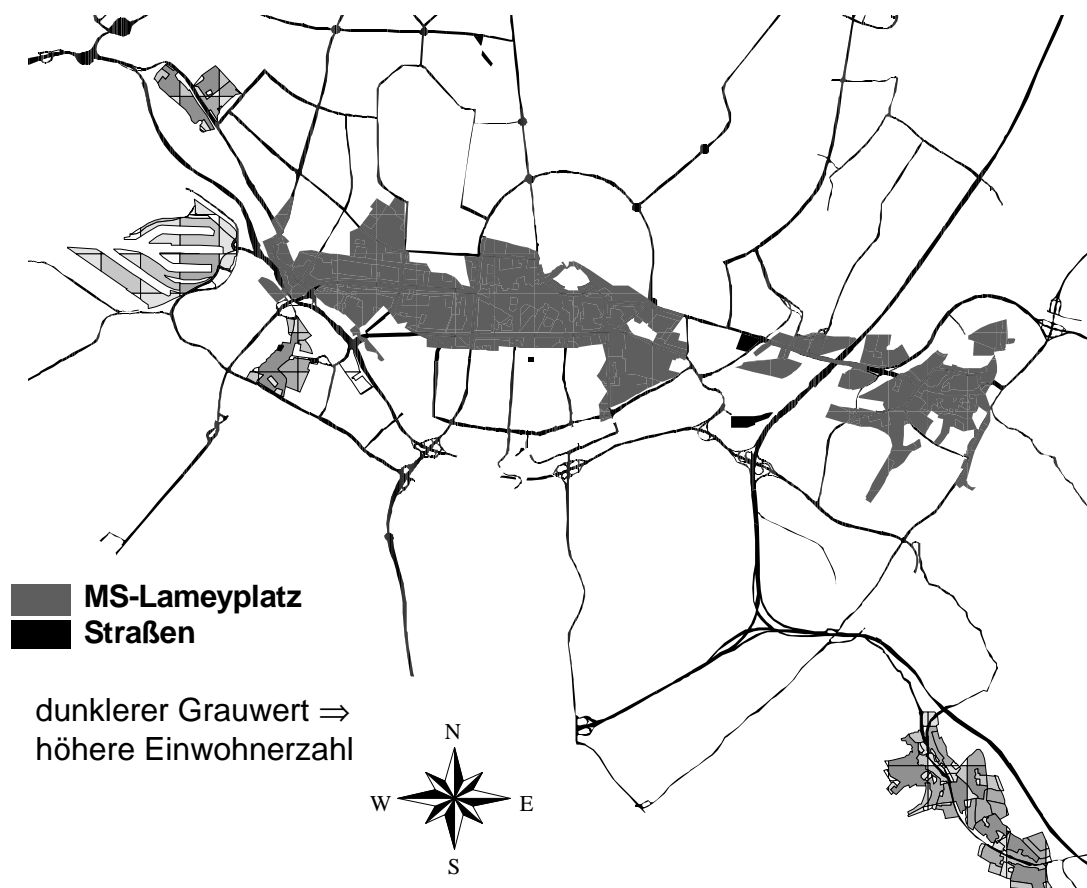 MS-Lameyplatz
Straßen
dunklerer Grauwert ⇒
höhere Einwohnerzahl
N
W E
S